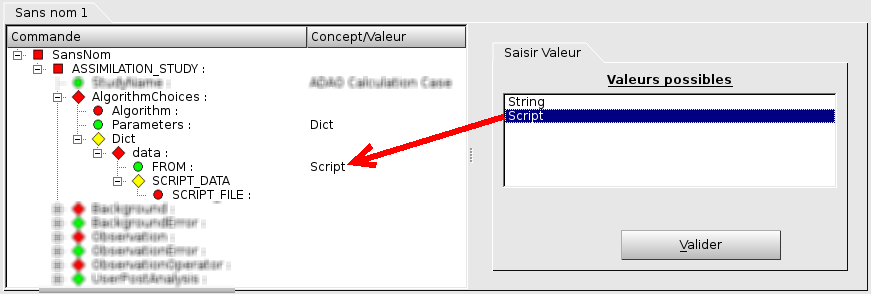 Sans nom 1
Commande Concept/Valeur
SansNom
ASSIMILATION_STUDY :
StudyName : ADAO Calculation Case
AlgorithmChoices :
Algorithm :
Parameters : Dict
Dict
data :
FROM : Script
SCRIPT_DATA
SCRIPT_FILE :
Background :
BackgroundError :
Observation :
ObservationError :
ObservationOperator :
UserPostAnalysis :
Saisir Valeur
Valeurs possibles
String
Script
Valider